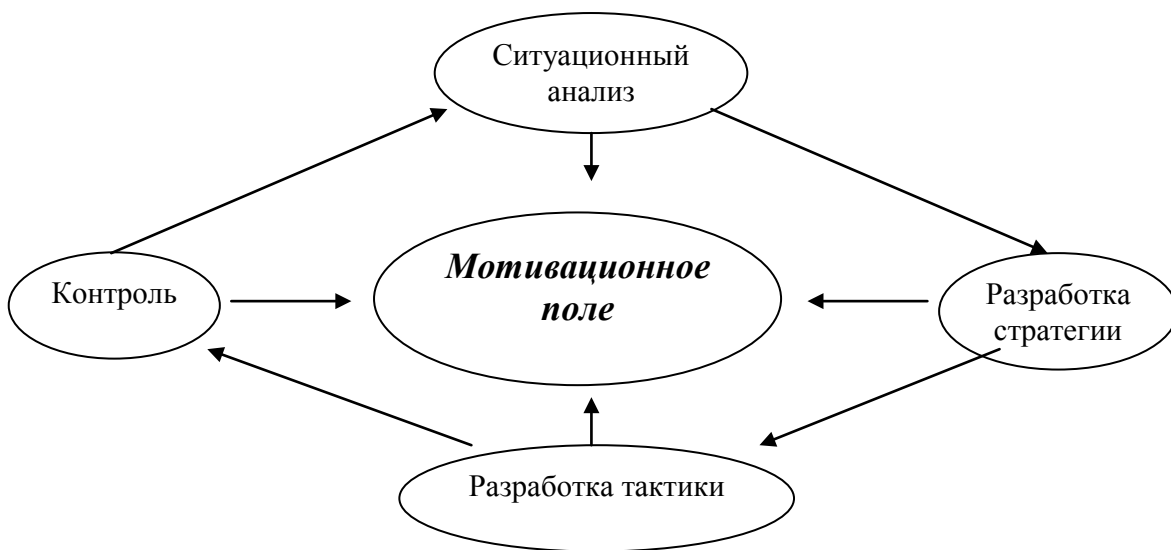 Ситуационный
анализ
Мотивационное
поле
Контроль
Разработка
стратегии
Разработка тактики